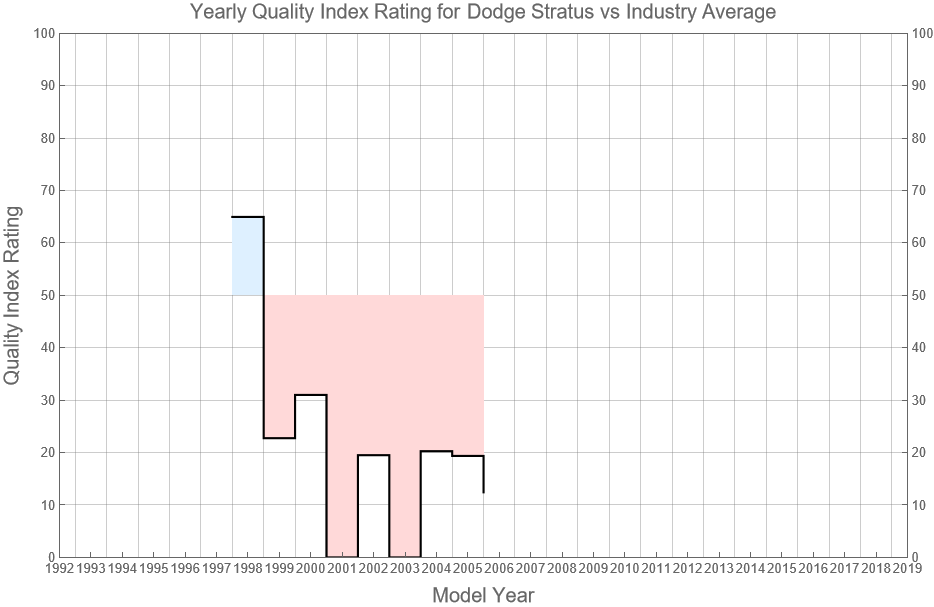 Yearly Quality Index Rating for Dodge Stratus vs Industry Average
100 100
90 90
80 80
70 70
60 60
50 50
40 40
30 30
20 20
10 10
0 0
Quality Index Rating
1992 1993 1994 1995 1996 1997 1998 1999 2000 2001 2002 2003 2004 2005 2006 2007 2008 2009 2010 2011 2012 2013 2014 2015 2016 2017 2018 2019
Model Year